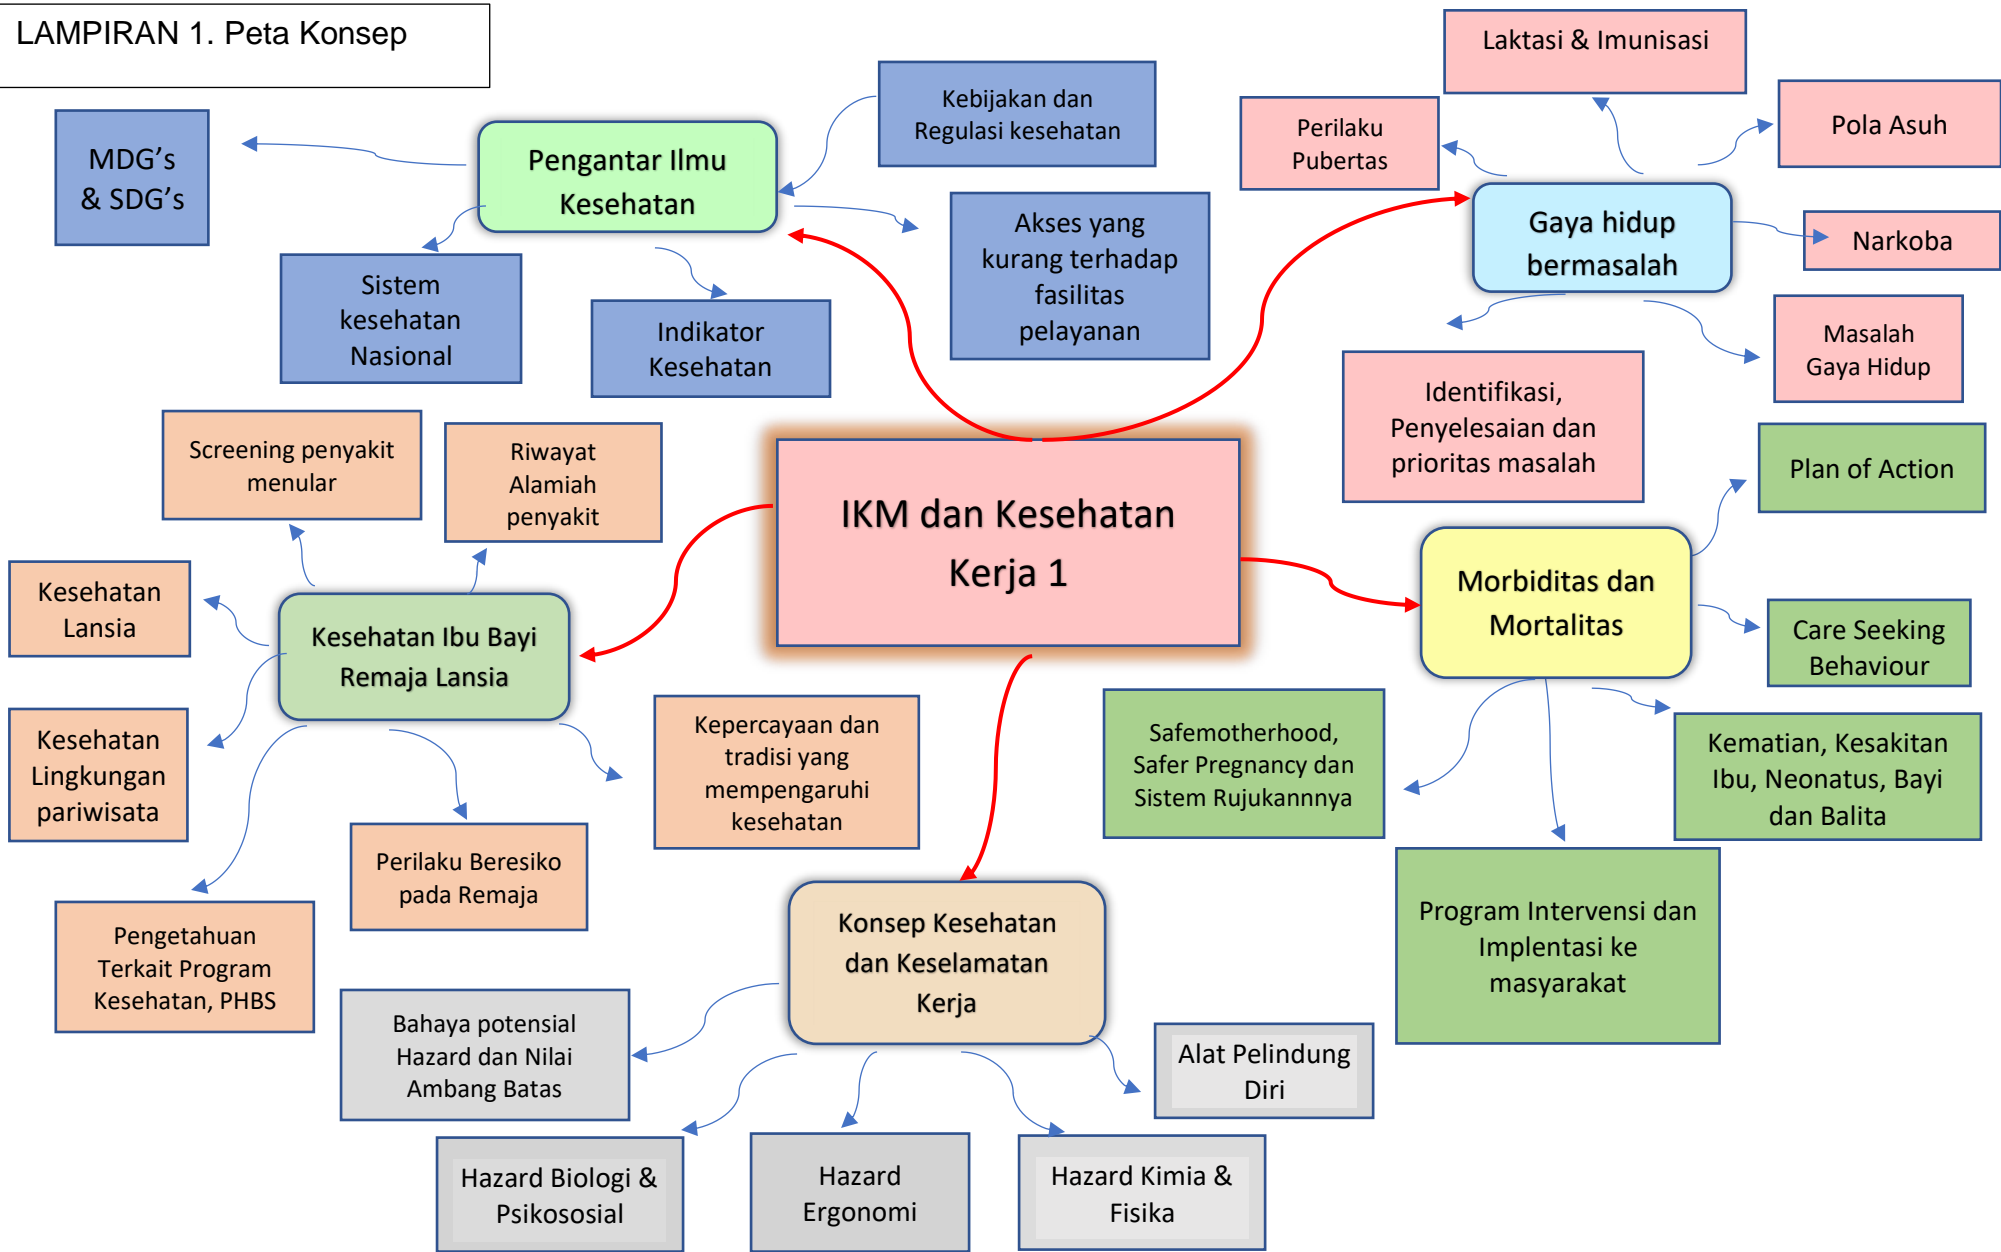 LAMPIRAN 1. Peta Konsep
MDG's
& SDG's
Pengantar Ilmu
Kesehatan
Kebijakan dan
Regulasi kesehatan
Sistem
kesehatan
Nasional
Indikator
Kesehatan
Akses yang
kurang terhadap
fasilitas
pelayanan
Laktasi & Imunisasi
Perilaku
Pubertas
Pola Asuh
Gaya hidup
bermasalah
Narkoba
Masalah
Gaya Hidup
Identifikasi,
Penyelesaian dan
prioritas masalah
IKM dan Kesehatan
Kerja 1
Screening penyakit
menular
Riwayat
Alamiah
penyakit
Kesehatan
Lansia
Kesehatan Ibu Bayi
Remaja Lansia
Kesehatan
Lingkungan
pariwisata
Kepercayaan dan
tradisi yang
mempengaruhi
kesehatan
Perilaku Beresiko
pada Remaja
Pengetahuan
Terkait Program
Kesehatan, PHBS
Plan of Action
Morbiditas dan
Mortalitas
Care Seeking
Behaviour
Safemotherhood,
Safer Pregnancy dan
Sistem Rujukannnya
Kematian, Kesakitan
Ibu, Neonatus, Bayi
dan Balita
Program Intervensi dan
Implentasi ke
masyarakat
Konsep Kesehatan
dan Keselamatan
Kerja
Bahaya potensial
Hazard dan Nilai
Ambang Batas
Alat Pelindung
Diri
Hazard Biologi &
Psikososial
Hazard
Ergonomi
Hazard Kimia &
Fisika